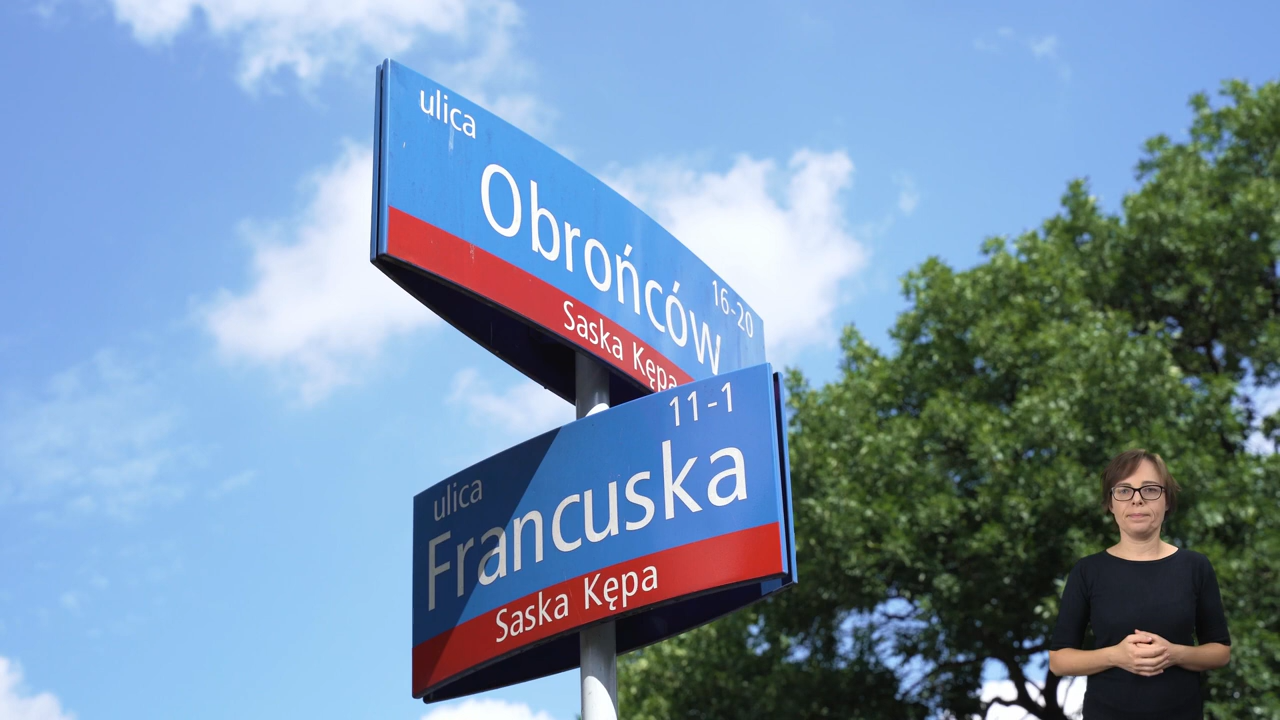 ulica
Obrońców
16-20
Saska Kępa
11-1
ulica
Francuska
Saska Kępa